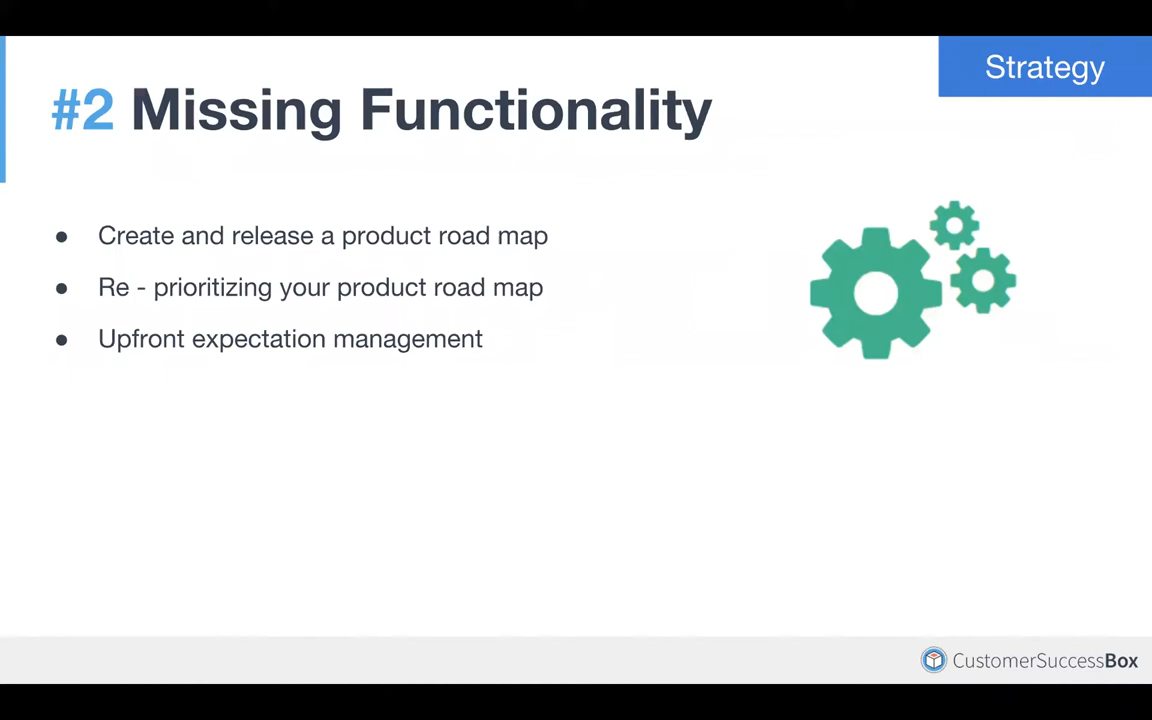 Strategy
#2 Missing Functionality
● Create and release a product road map
● Re - prioritizing your product road map
● Upfront expectation management
CustomerSuccessBox